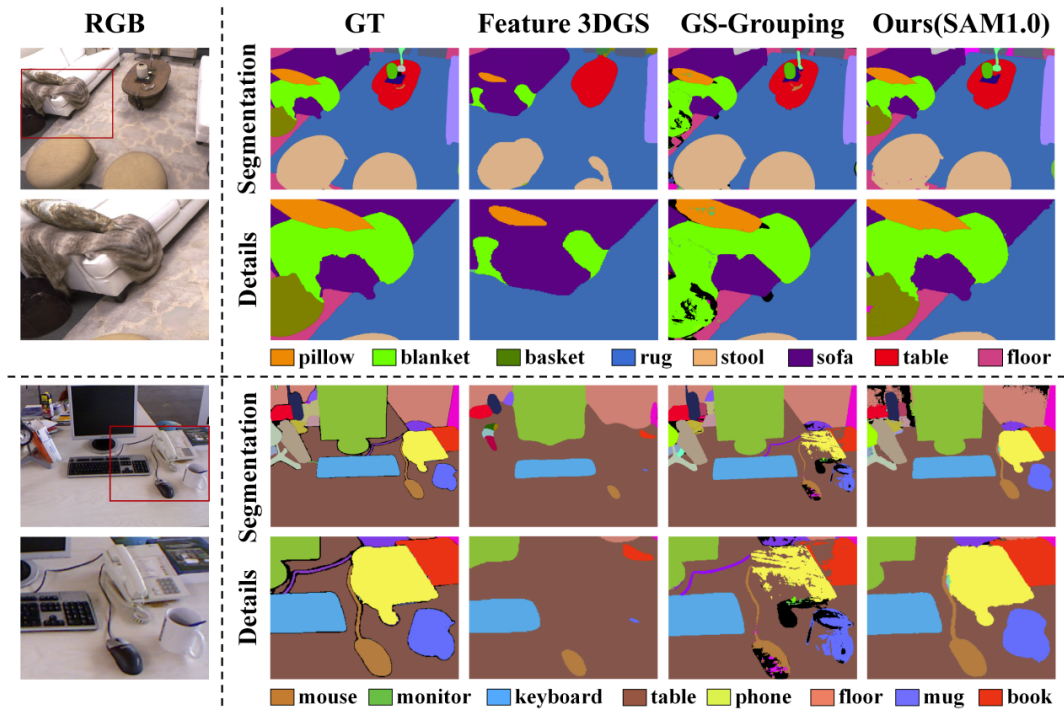 RGB GT Feature 3DGS GS-Grouping Ours(SAM1.0)
Segmentation
Details
pillow blanket basket rug stool sofa table floor
Segmentation
Details
mouse monitor keyboard table phone floor mug book